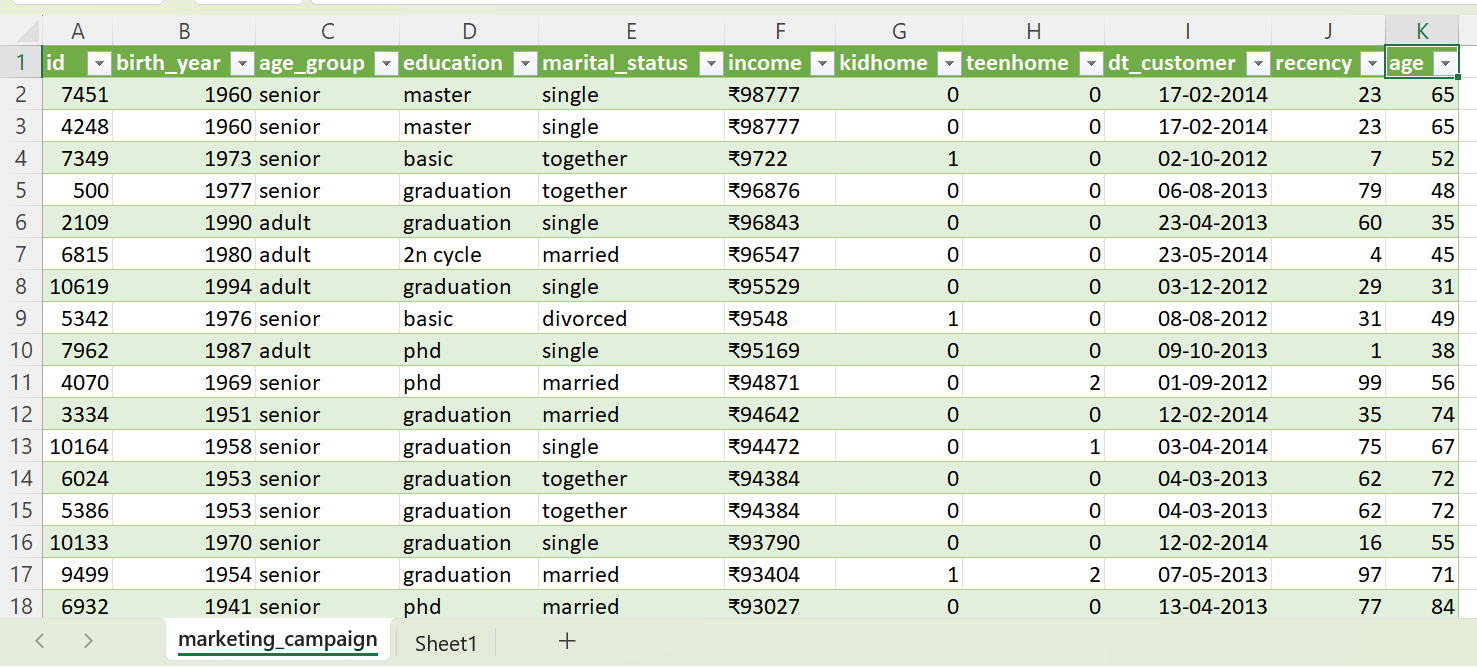 A B C D E F G H I J K
1 id birth_year age_group education marital_status income kidhome teenhome dt_customer recency age
2 7451 1960 senior master single ₹98777 0 0 17-02-2014 23 65
3 4248 1960 senior master single ₹98777 0 0 17-02-2014 23 65
4 7349 1973 senior basic together ₹9722 1 0 02-10-2012 7 52
5 500 1977 senior graduation together ₹96876 0 0 06-08-2013 79 48
6 2109 1990 adult graduation single ₹96843 0 0 23-04-2013 60 35
7 6815 1980 adult 2n cycle married ₹96547 0 0 23-05-2014 4 45
8 10619 1994 adult graduation single ₹95529 0 0 03-12-2012 29 31
9 5342 1976 senior basic divorced ₹9548 1 0 08-08-2012 31 49
10 7962 1987 adult phd single ₹95169 0 0 09-10-2013 1 38
11 4070 1969 senior phd married ₹94871 0 2 01-09-2012 99 56
12 3334 1951 senior graduation married ₹94642 0 0 12-02-2014 35 74
13 10164 1958 senior graduation single ₹94472 0 1 03-04-2014 75 67
14 6024 1953 senior graduation together ₹94384 0 0 04-03-2013 62 72
15 5386 1953 senior graduation together ₹94384 0 0 04-03-2013 62 72
16 10133 1970 senior graduation single ₹93790 0 0 12-02-2014 16 55
17 9499 1954 senior graduation married ₹93404 1 2 07-05-2013 97 71
18 6932 1941 senior phd married ₹93027 0 0 13-04-2013 77 84
marketing_campaign Sheet1